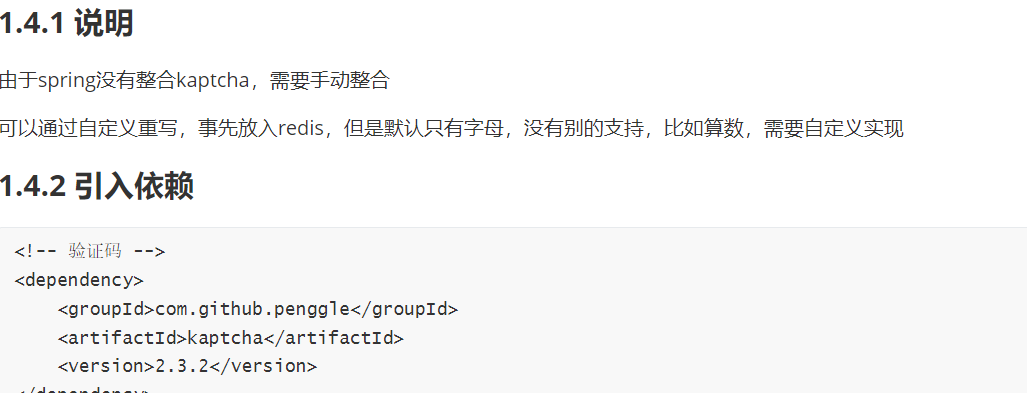 1.4.1 说明
由于spring没有整合kaptcha，需要手动整合
可以通过自定义重写，事先放入redis，但是默认只有字母，没有别的支持，比如算数，需要自定义实现
1.4.2 引入依赖
<!-- 验证码 -->
<dependency>
    <groupId>com.github.penggle</groupId>
    <artifactId>kaptcha</artifactId>
    <version>2.3.2</version>
</dependency>